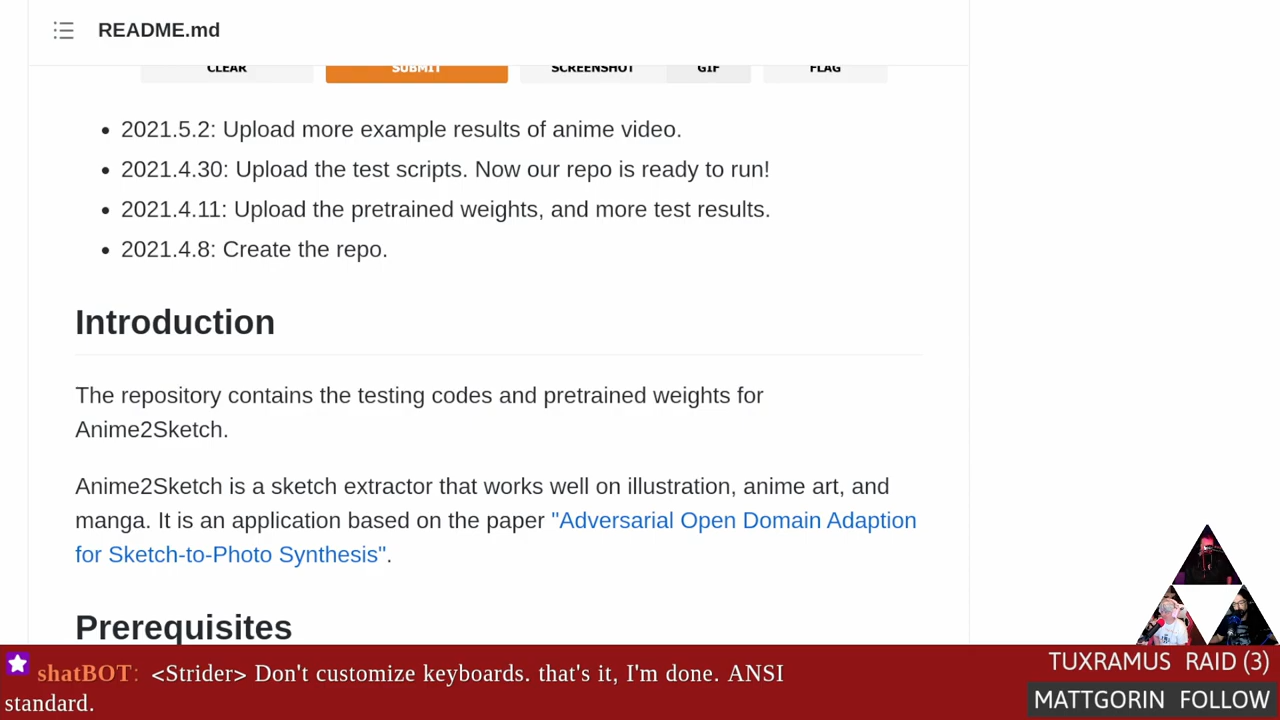 README.md
CLEAR SUBMIT SCREENSHOT GIF FLAG
2021.5.2: Upload more example results of anime video.
2021.4.30: Upload the test scripts. Now our repo is ready to run!
2021.4.11: Upload the pretrained weights, and more test results.
2021.4.8: Create the repo.
Introduction
The repository contains the testing codes and pretrained weights for
Anime2Sketch.
Anime2Sketch is a sketch extractor that works well on illustration, anime art, and
manga. It is an application based on the paper "Adversarial Open Domain Adaption
for Sketch-to-Photo Synthesis".
Prerequisites
shatBOT: <Strider> Don't customize keyboards. that's it, I'm done. ANSI
standard.
TUXRAMUS RAID (3)
MATTGORIN FOLLOW